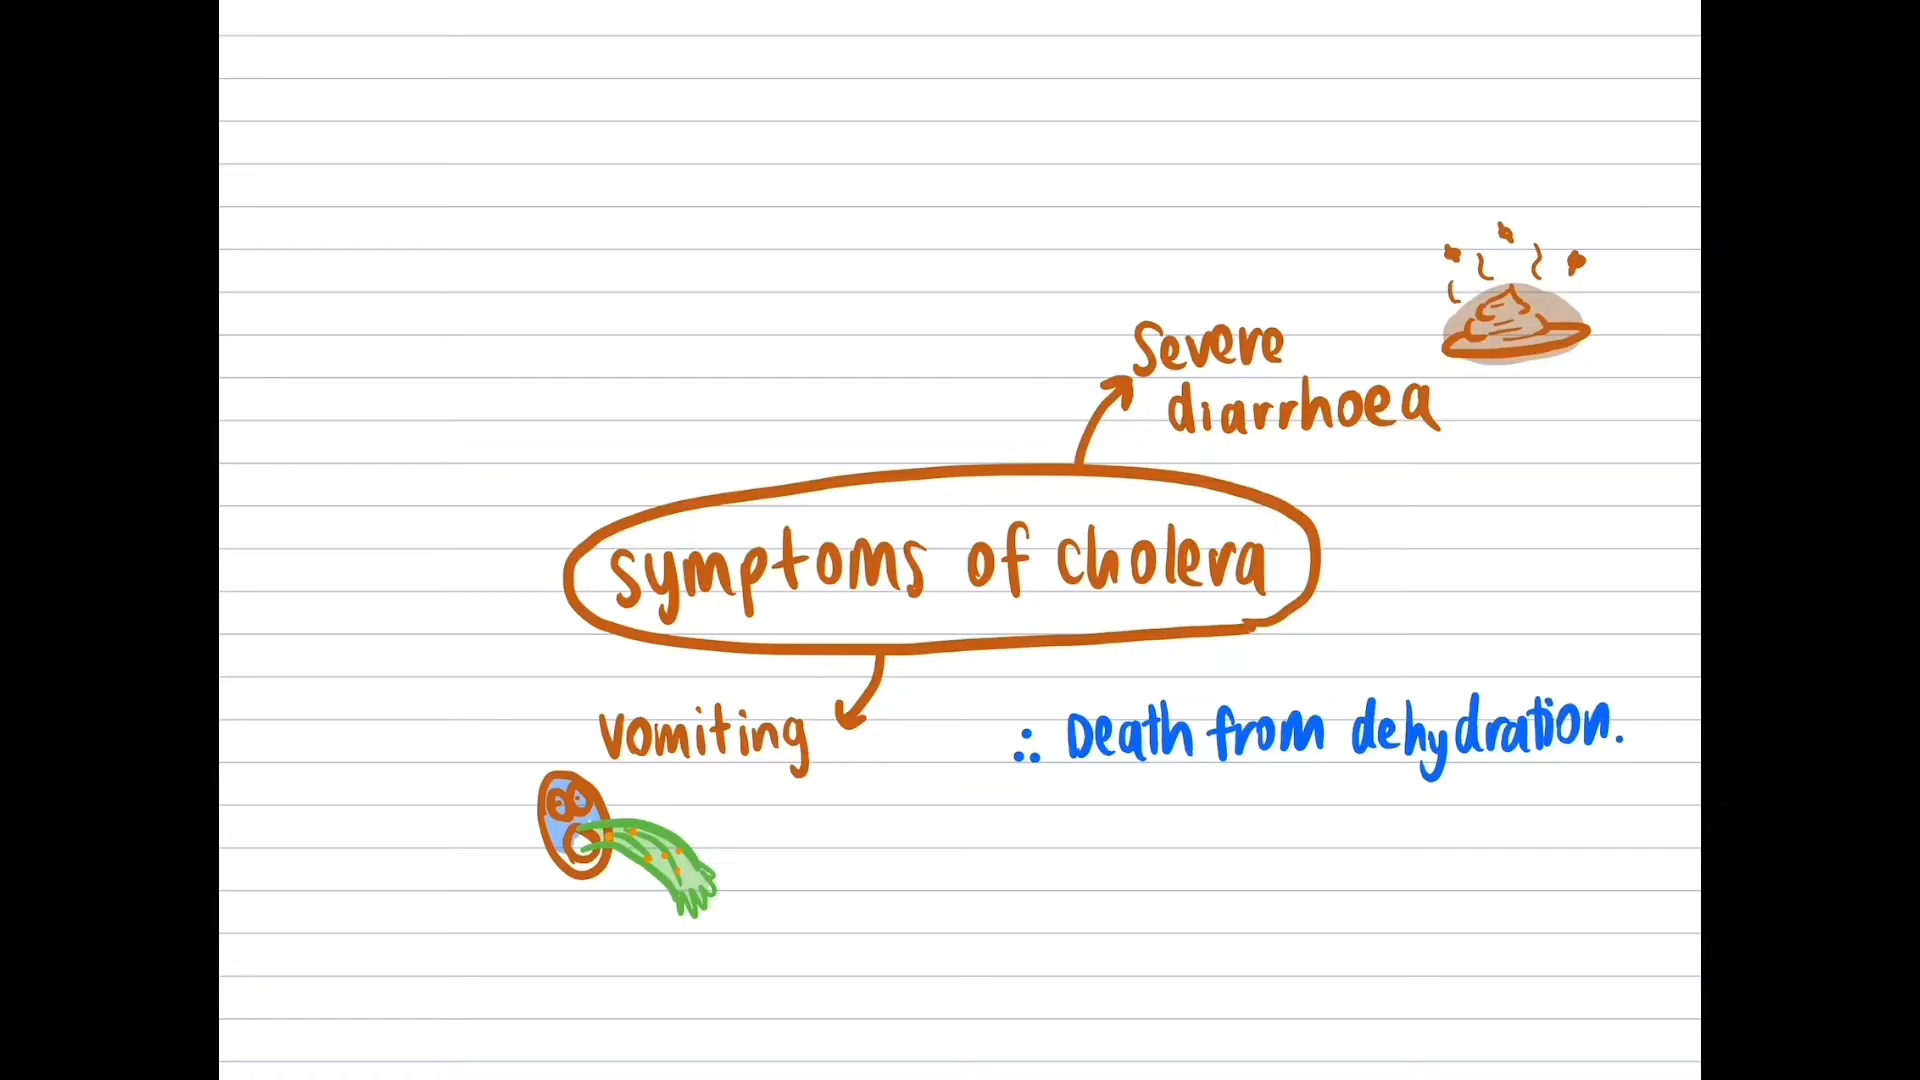 Severe
diarrhoea
symptoms of cholera
Vomiting
∴ Death from dehydration.